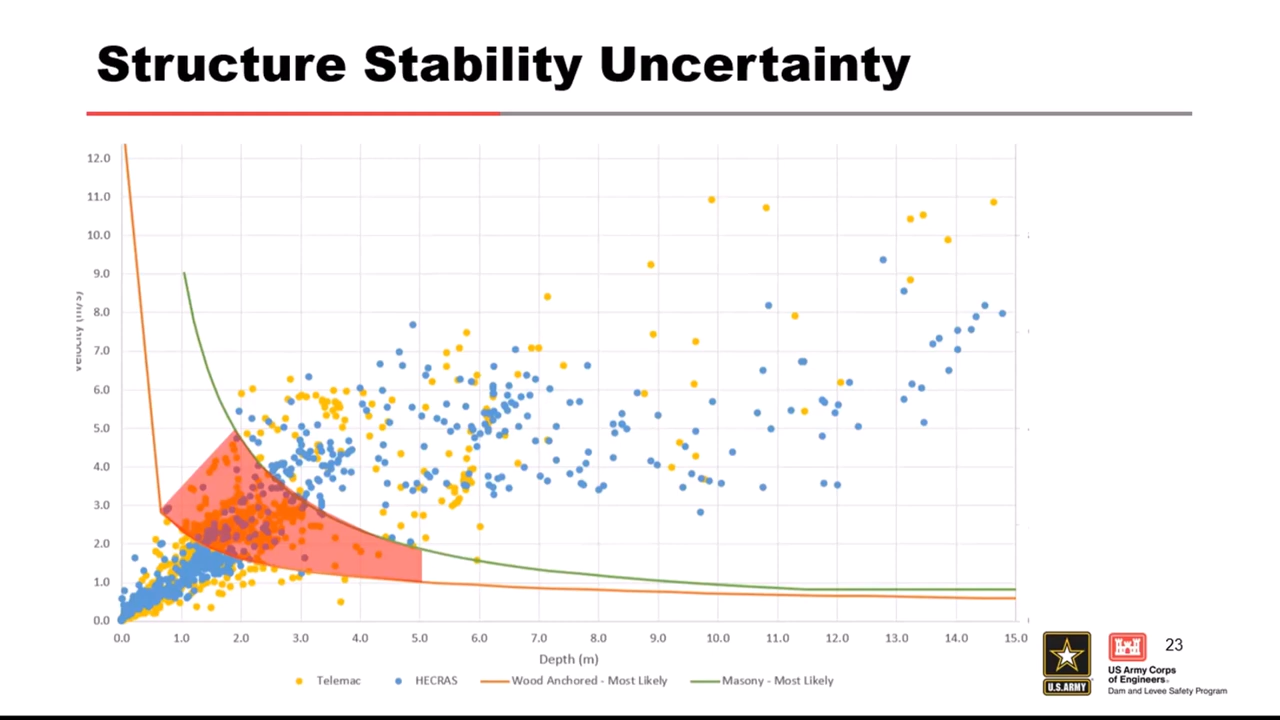 Structure Stability Uncertainty
12.0
11.0
10.0
9.0
8.0
7.0
6.0
5.0
4.0
3.0
2.0
1.0
0.0
0.0 1.0 2.0 3.0 4.0 5.0 6.0 7.0 8.0 9.0 10.0 11.0 12.0 13.0 14.0 15.0
Depth (m)
Telemac HECRAS Wood Anchored - Most Likely Masony - Most Likely
U.S.ARMY
US Army Corps
of Engineers®
Dam and Levee Safety Program
23